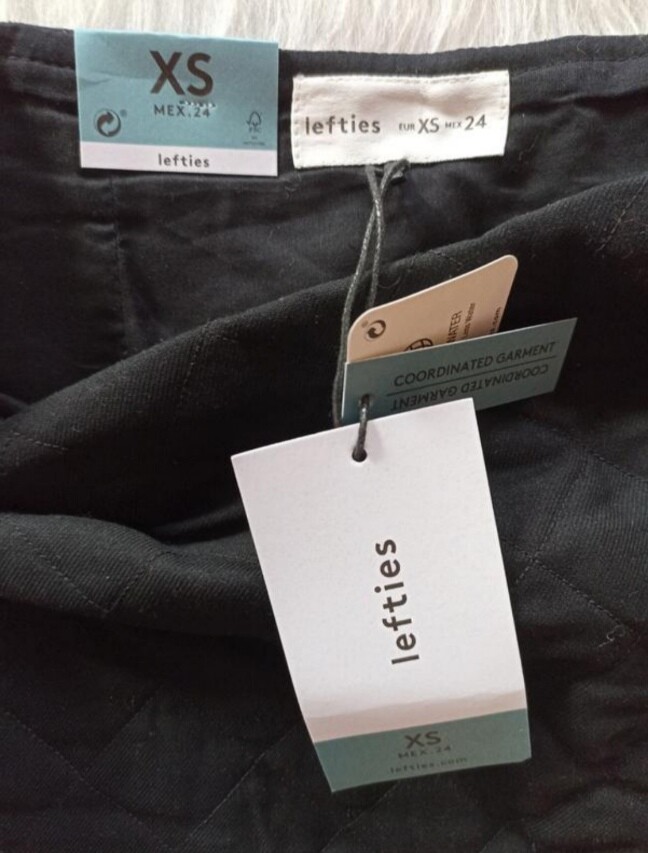 XS
MEX.24
lefties
lefties EUR XS MEX 24
COORDINATED GARMENT
COORDINATED GARMENT
lefties
XS
MEX.24
lefties.com